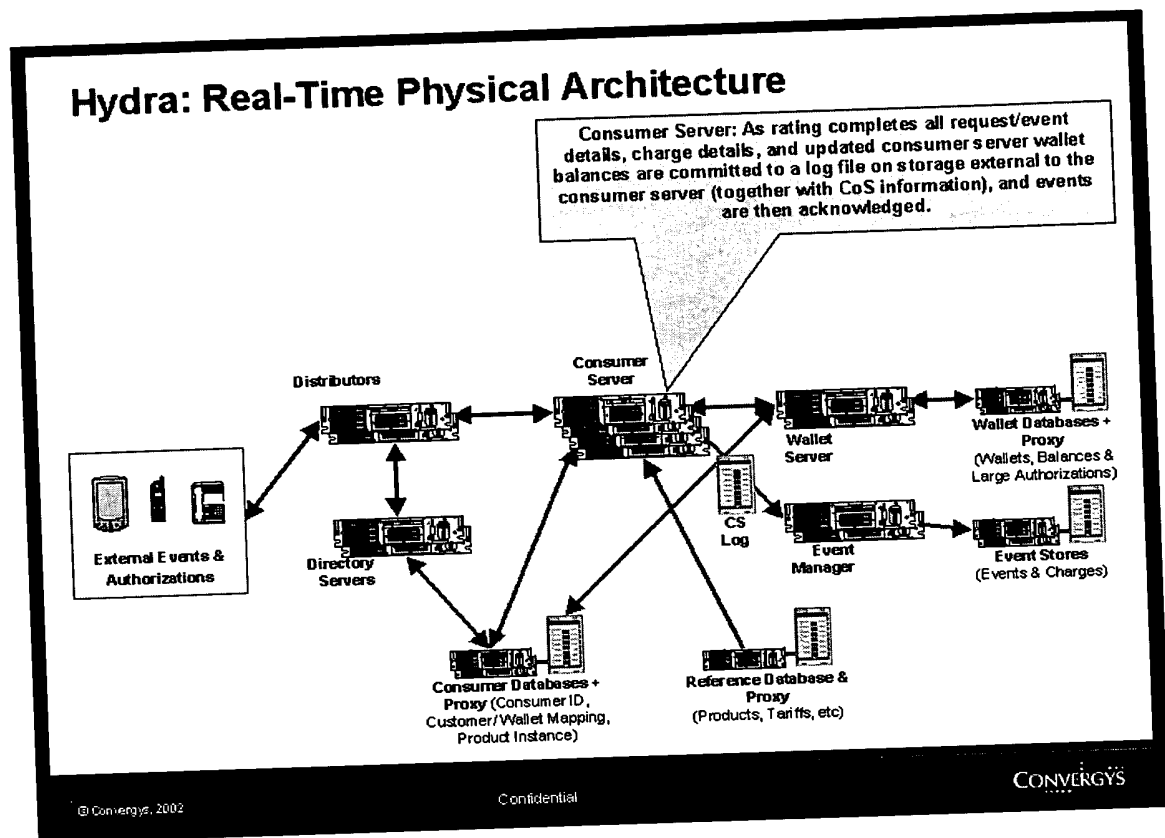 Hydra: Real-Time Physical Architecture
Consumer Server: As rating completes all request/event
details, charge details, and updated consumer server wallet
balances are committed to a log file on storage external to the
consumer server (together with CoS information), and events
are then acknowledged.
Distributors
Consumer
Server
Wallet
Server
Wallet Databases +
Proxy
(Wallets, Balances &
Large Authorizations)
External Events &
Authorizations
Directory
Servers
CS
Log
Event
Manager
Event Stores
(Events & Charges)
Consumer Databases +
Proxy (Consumer ID,
Customer/Wallet Mapping,
Product Instance)
Reference Database &
Proxy
(Products, Tariffs, etc)
© Convergys, 2002
Confidential
CONVERGYS